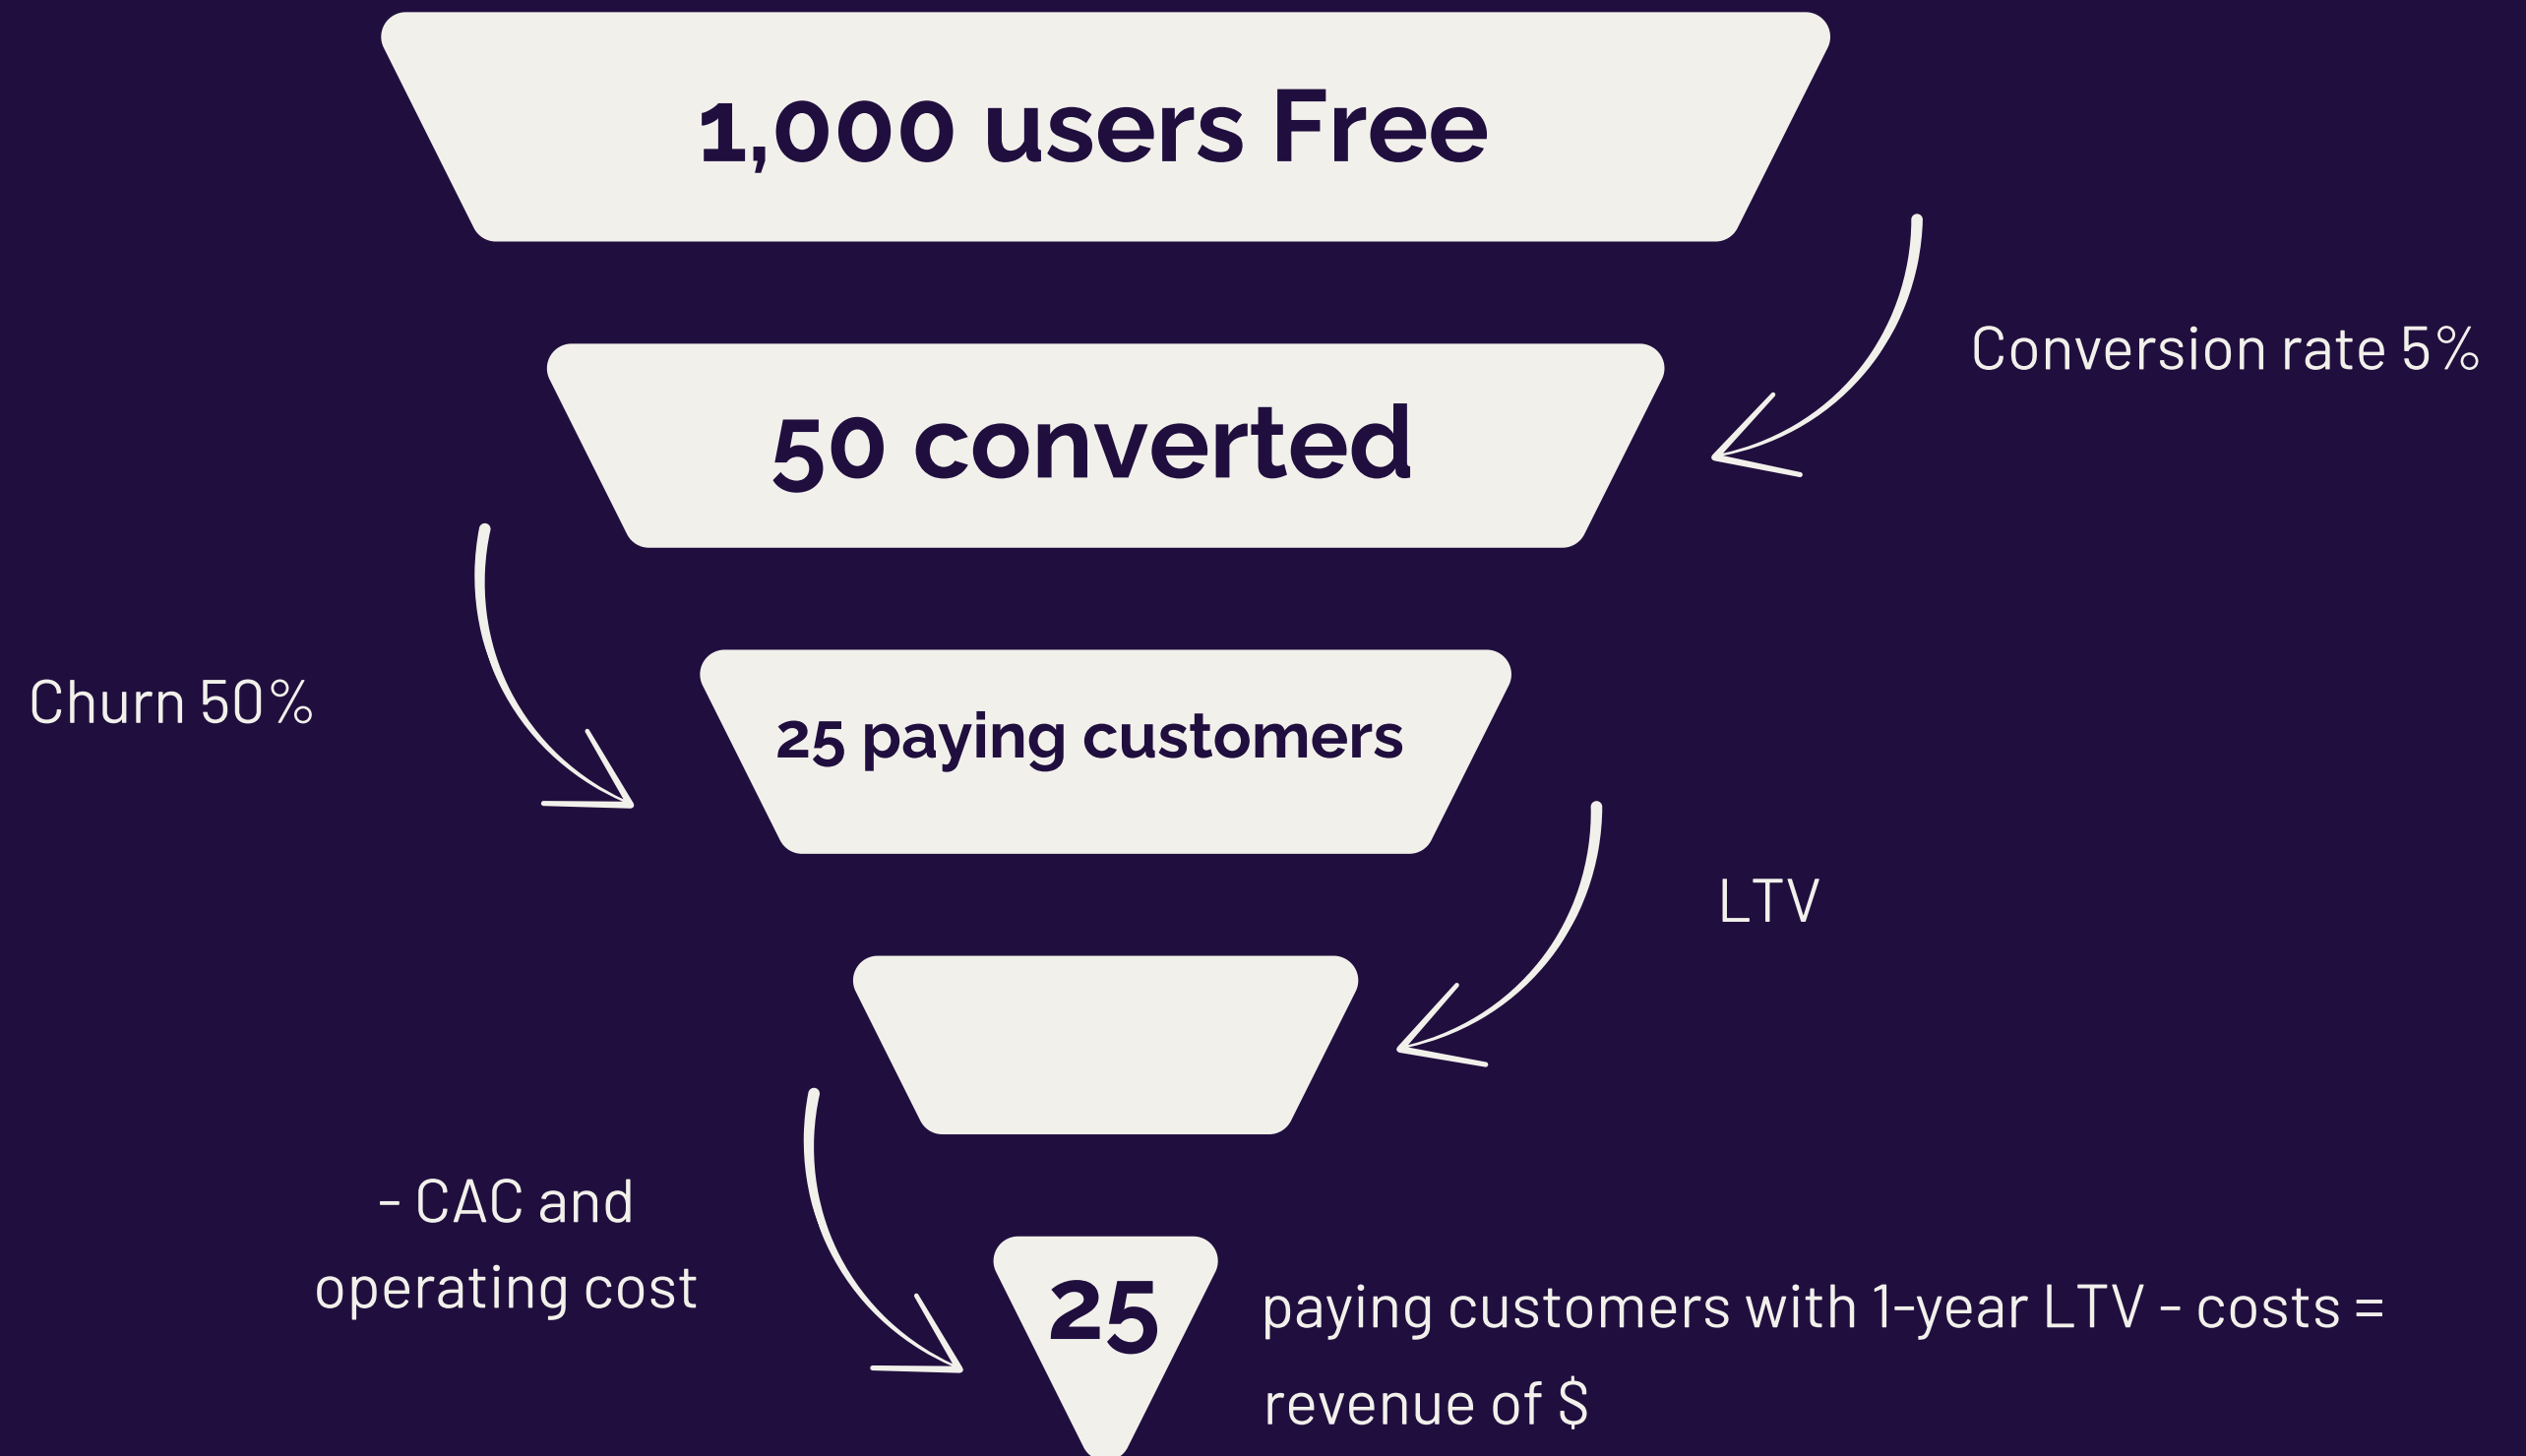 1,000 users Free
Conversion rate 5%
50 converted
Churn 50%
25 paying customers
LTV
- CAC and
operating cost
25
paying customers with 1-year LTV - costs =
revenue of $